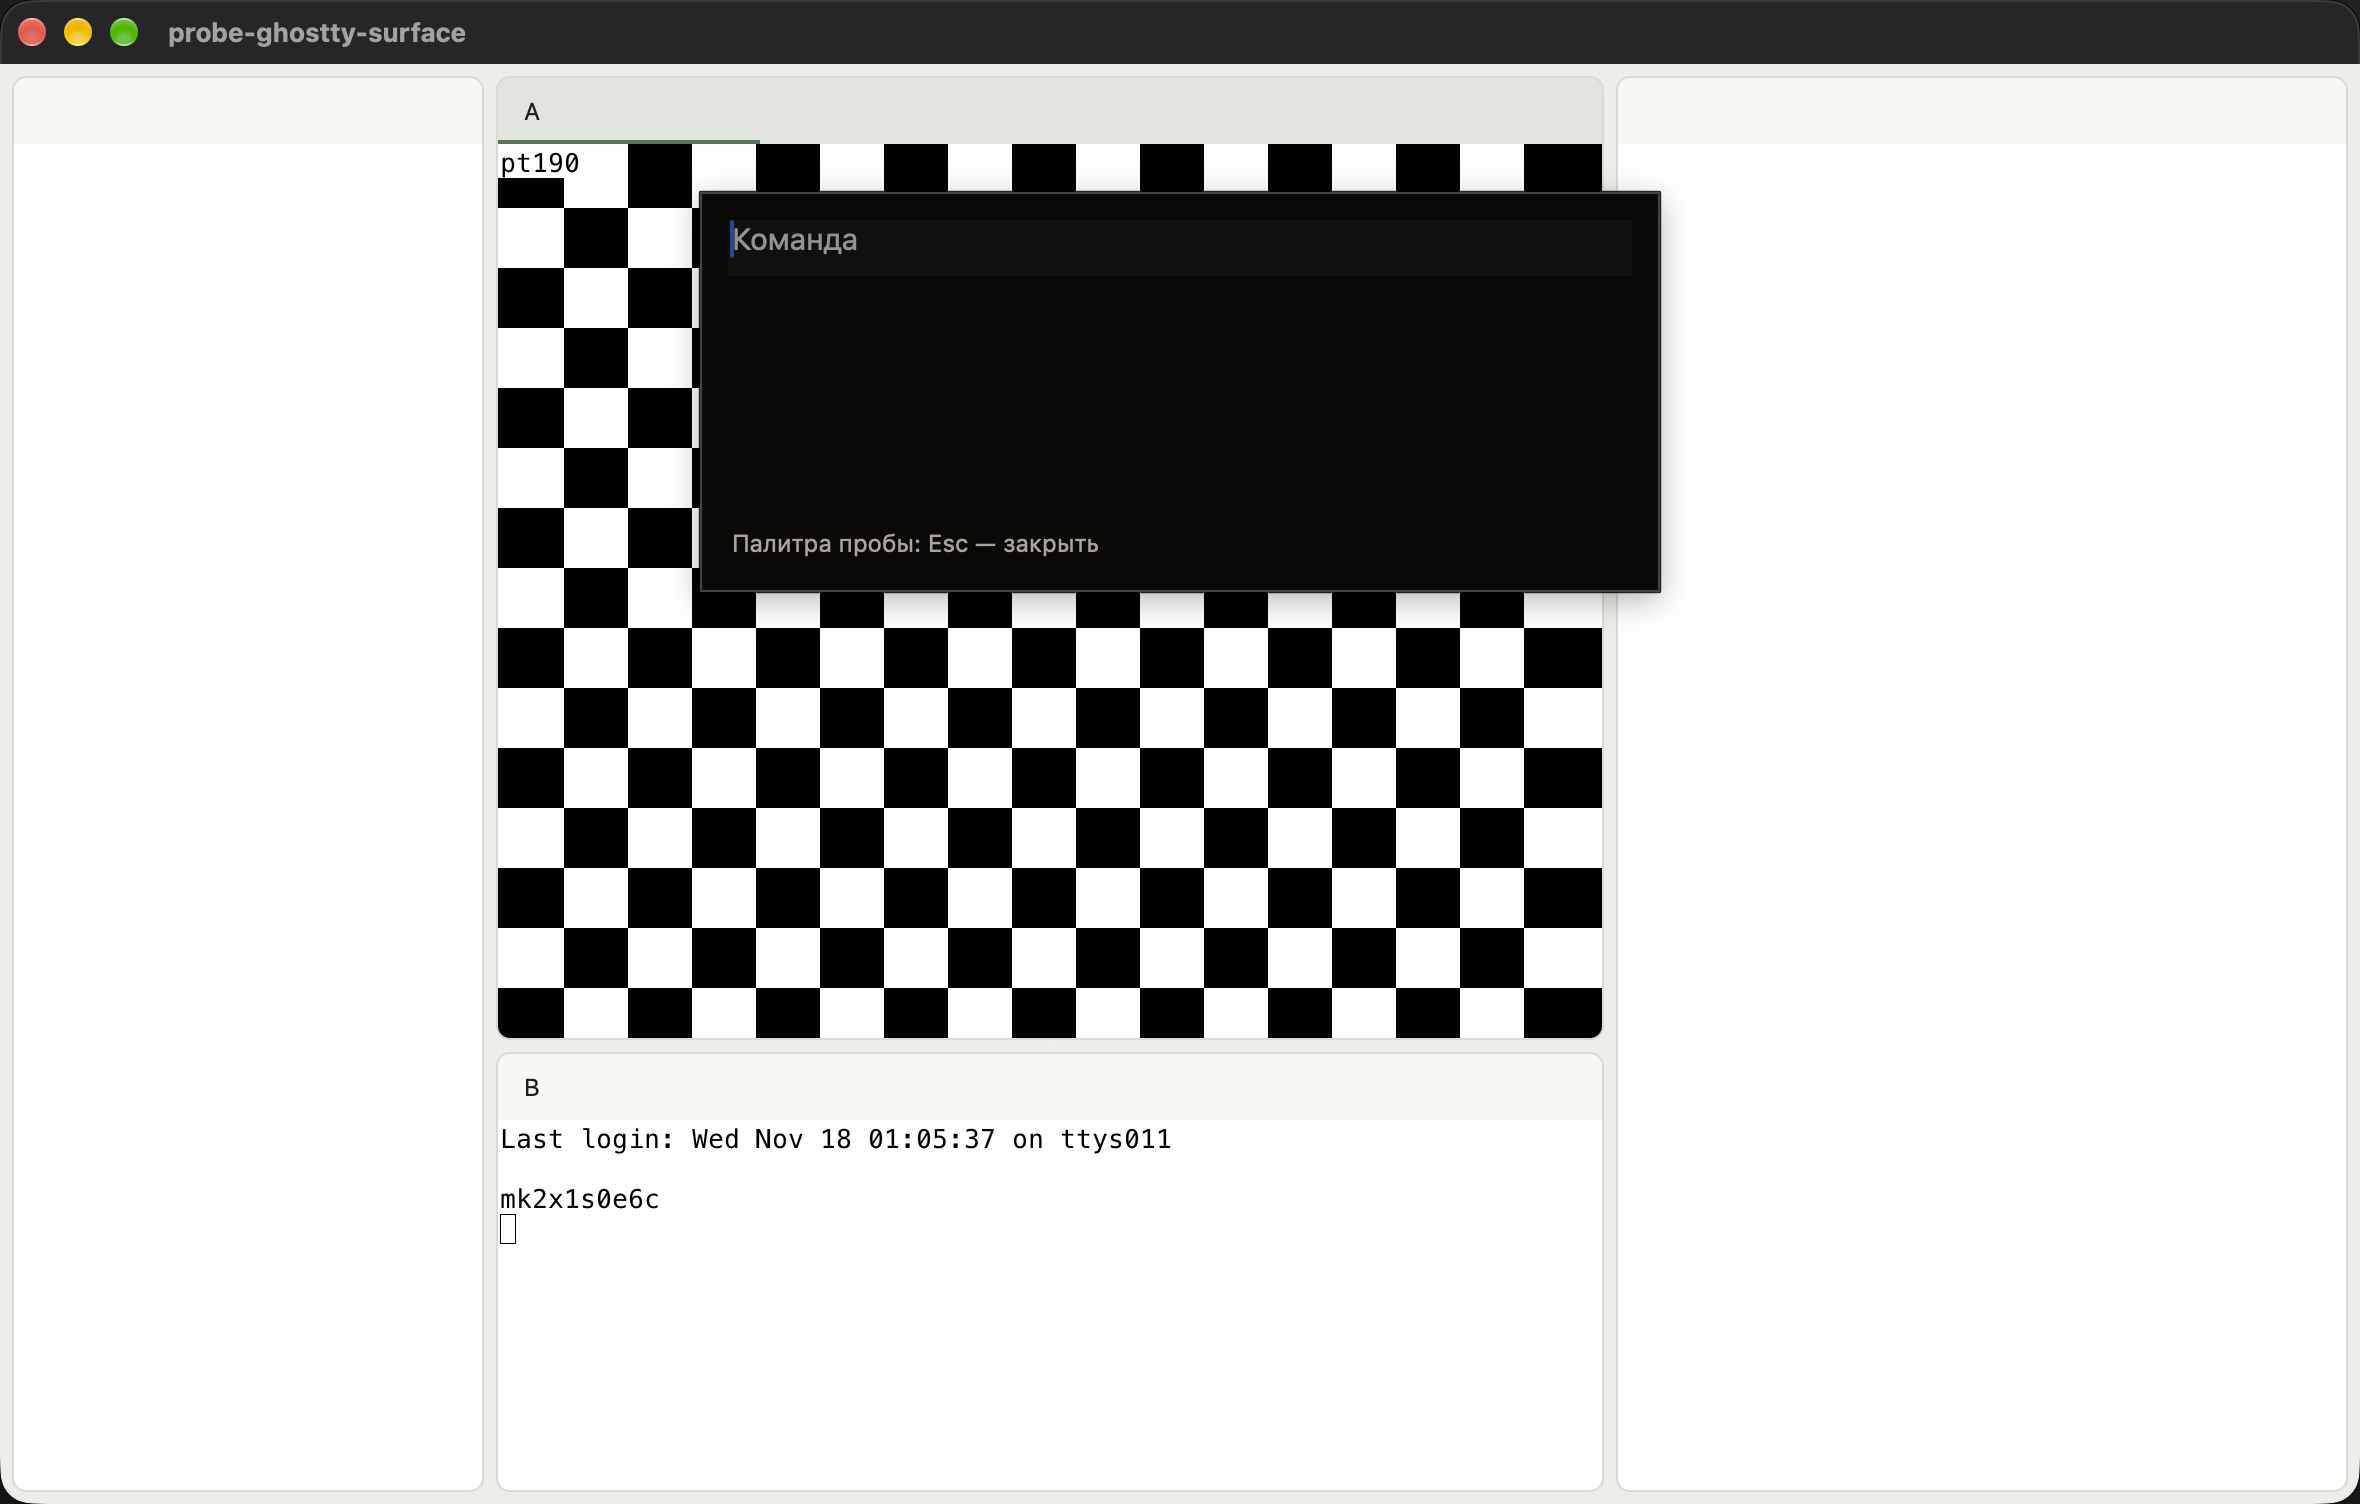 probe-ghostty-surface
A
pt190
Команда
Палитра пробы: Esc — закрыть
B
Last login: Wed Nov 18 01:05:37 on ttys011
mk2x1s0e6c